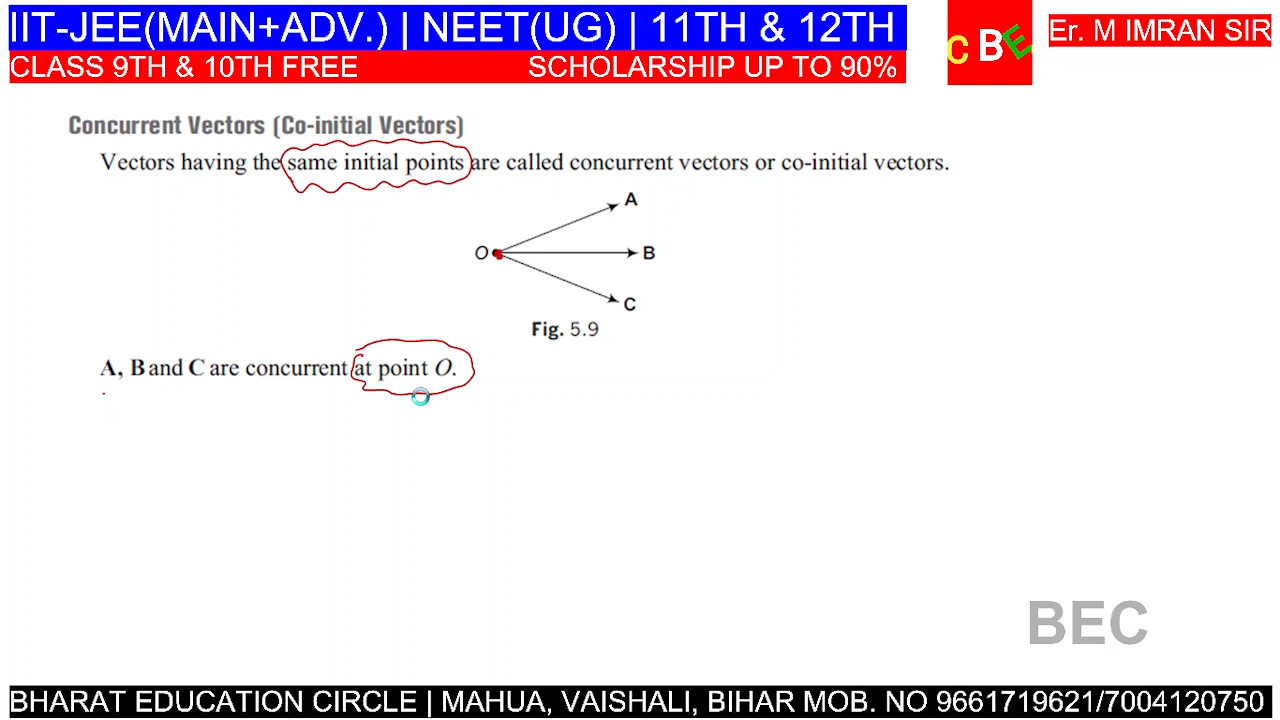 IIT-JEE(MAIN+ADV.) | NEET(UG) | 11TH & 12TH
CLASS 9TH & 10TH FREE SCHOLARSHIP UP TO 90%
CBE
Er. M IMRAN SIR
Concurrent Vectors (Co-initial Vectors)
Vectors having the same initial points are called concurrent vectors or co-initial vectors.
A
O B
C
Fig. 5.9
A, B and C are concurrent at point O.
BEC
BHARAT EDUCATION CIRCLE | MAHUA, VAISHALI, BIHAR MOB. NO 9661719621/7004120750